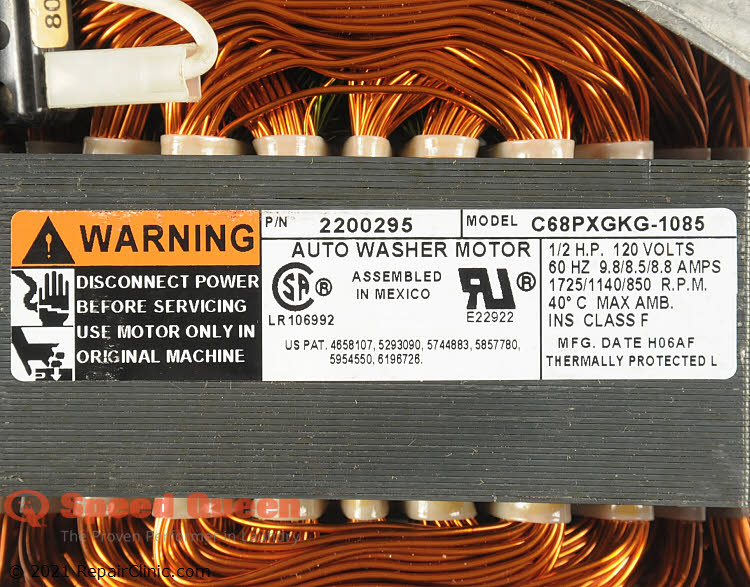 80
WARNING
DISCONNECT POWER
BEFORE SERVICING
USE MOTOR ONLY IN
ORIGINAL MACHINE
P/N 2200295
MODEL C68PXGKG-1085
AUTO WASHER MOTOR
SA ®
LR106992
ASSEMBLED
IN MEXICO
RU ®
E22922
US PAT. 4658107, 5293090, 5744883, 5857780,
5954550, 6196726.
1/2 H.P. 120 VOLTS
60 HZ 9.8/8.5/8.8 AMPS
1725/1140/850 R.P.M.
40° C MAX AMB.
INS CLASS F
MFG. DATE H06AF
THERMALLY PROTECTED L
Speed Queen
The Proven Performer in Laundry
© 2021 RepairClinic.com